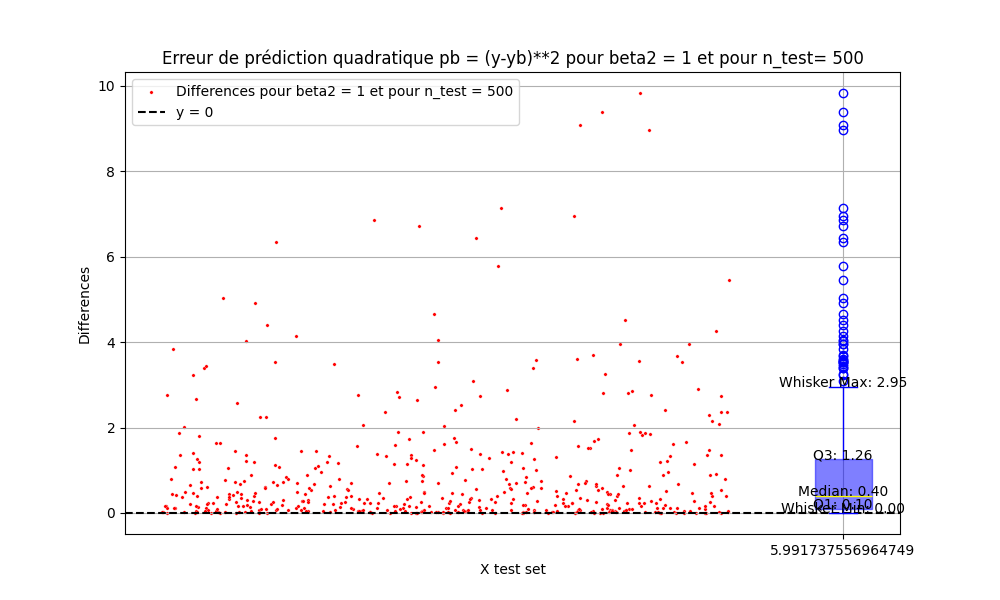 Erreur de prédiction quadratique pb = (y-yb)**2 pour beta2 = 1 et pour n_test= 500
Differences pour beta2 = 1 et pour n_test = 500
y = 0
10
8
6
4
2
0
Differences
Whisker Max: 2.95
Q3: 1.26
Median: 0.40
Q1: 0.10
Whisker Min: 0.00
5.991737556964749
X test set